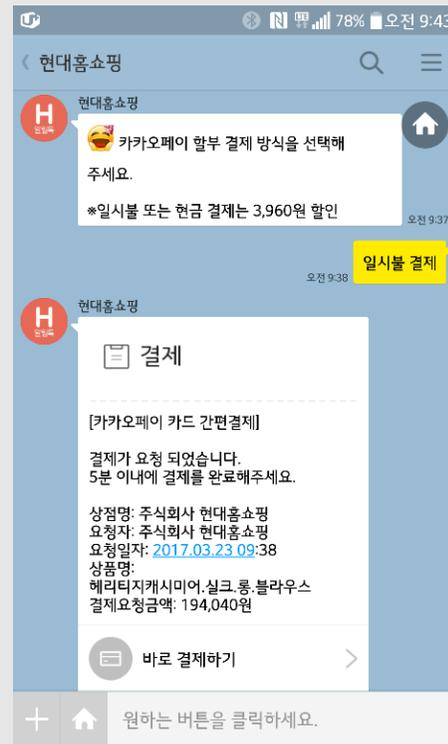 78% 오전 9:43
현대홈쇼핑
현대홈쇼핑
H
카카오페이 할부 결제 방식을 선택해
주세요.
※일시불 또는 현금 결제는 3,960원 할인
오전 9:37
일시불 결제
오전 9:38
현대홈쇼핑
H
결제
[카카오페이 카드 간편결제]
결제가 요청 되었습니다.
5분 이내에 결제를 완료해주세요.
상점명: 주식회사 현대홈쇼핑
요청자: 주식회사 현대홈쇼핑
요청일자: 2017.03.23 09:38
상품명:
헤리티지캐시미어.실크.롱.블라우스
결제요청금액: 194,040원
바로 결제하기
원하는 버튼을 클릭하세요.